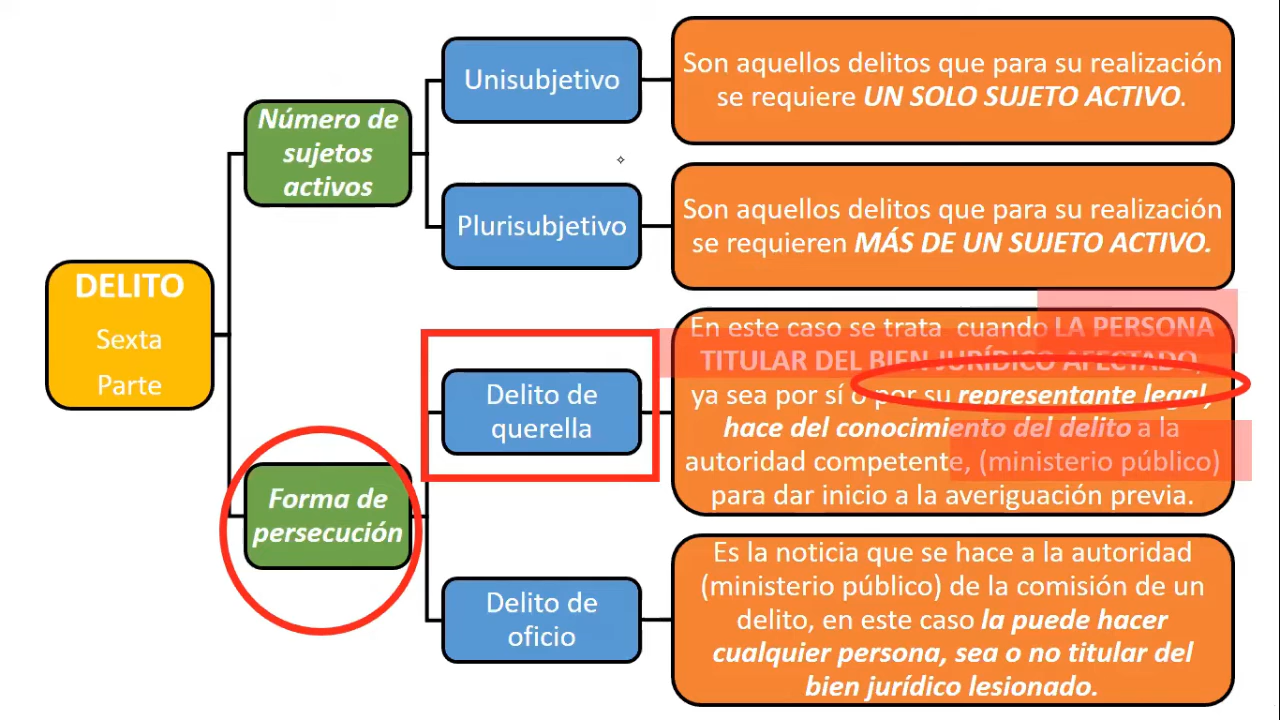 DELITO
Sexta
Parte
Número de
sujetos
activos
Unisubjetivo
Son aquellos delitos que para su realización
se requiere UN SOLO SUJETO ACTIVO.
Plurisubjetivo
Son aquellos delitos que para su realización
se requieren MÁS DE UN SUJETO ACTIVO.
Forma de
persecución
Delito de
querella
En este caso se trata cuando LA PERSONA
TITULAR DEL BIEN JURÍDICO AFECTADO,
ya sea por sí o por su representante legal,
hace del conocimiento del delito a la
autoridad competente, (ministerio público)
para dar inicio a la averiguación previa.
Delito de
oficio
Es la noticia que se hace a la autoridad
(ministerio público) de la comisión de un
delito, en este caso la puede hacer
cualquier persona, sea o no titular del
bien jurídico lesionado.